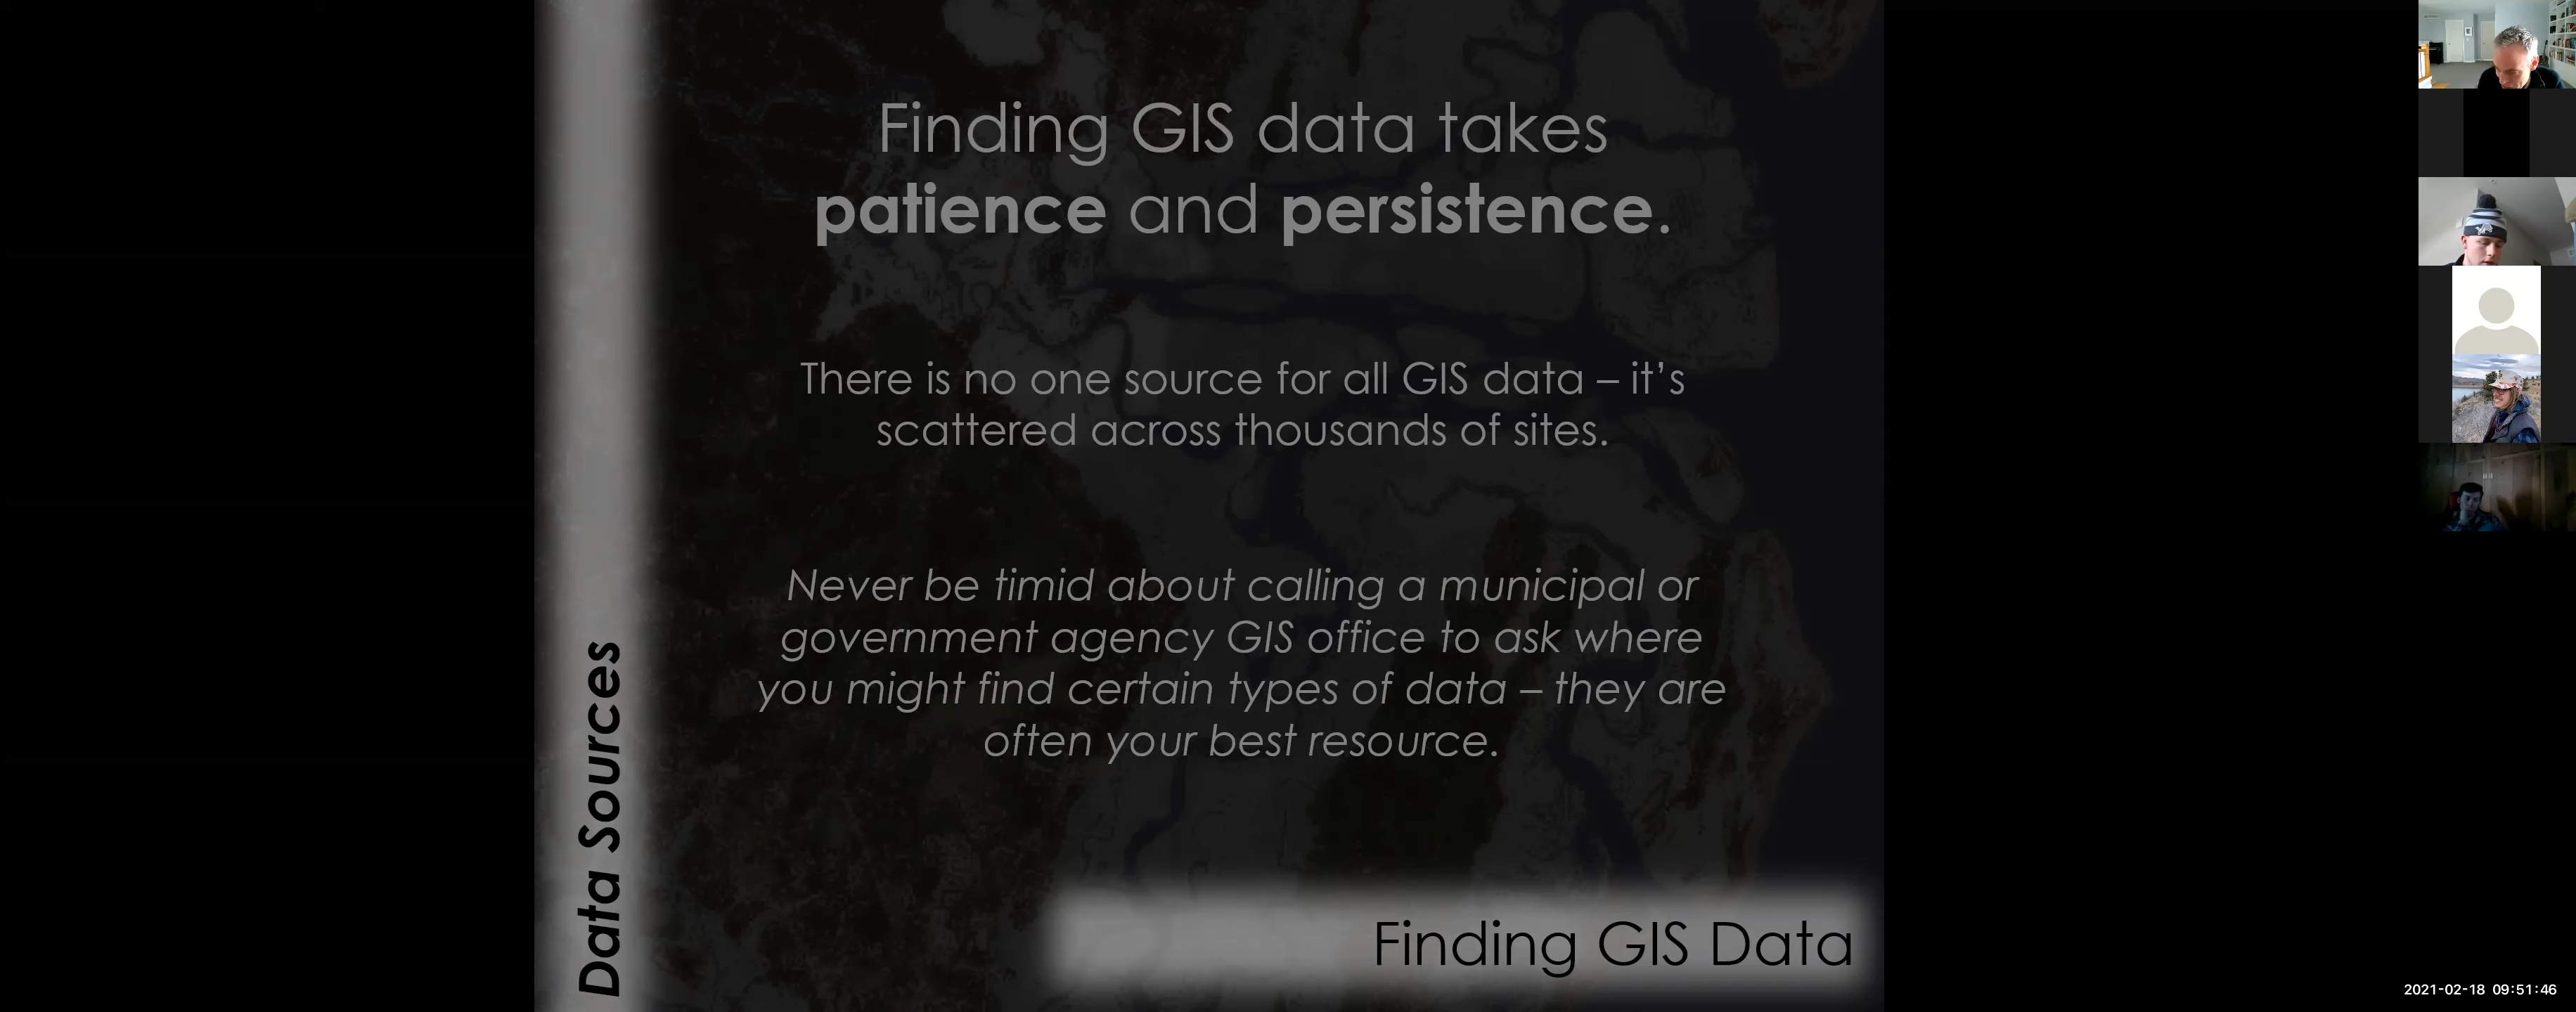 Finding GIS data takes
patience and persistence.
There is no one source for all GIS data – it’s
scattered across thousands of sites.
Never be timid about calling a municipal or
government agency GIS office to ask where
you might find certain types of data – they are
often your best resource.
Data Sources
Finding GIS Data
2021-02-18 09:51:46